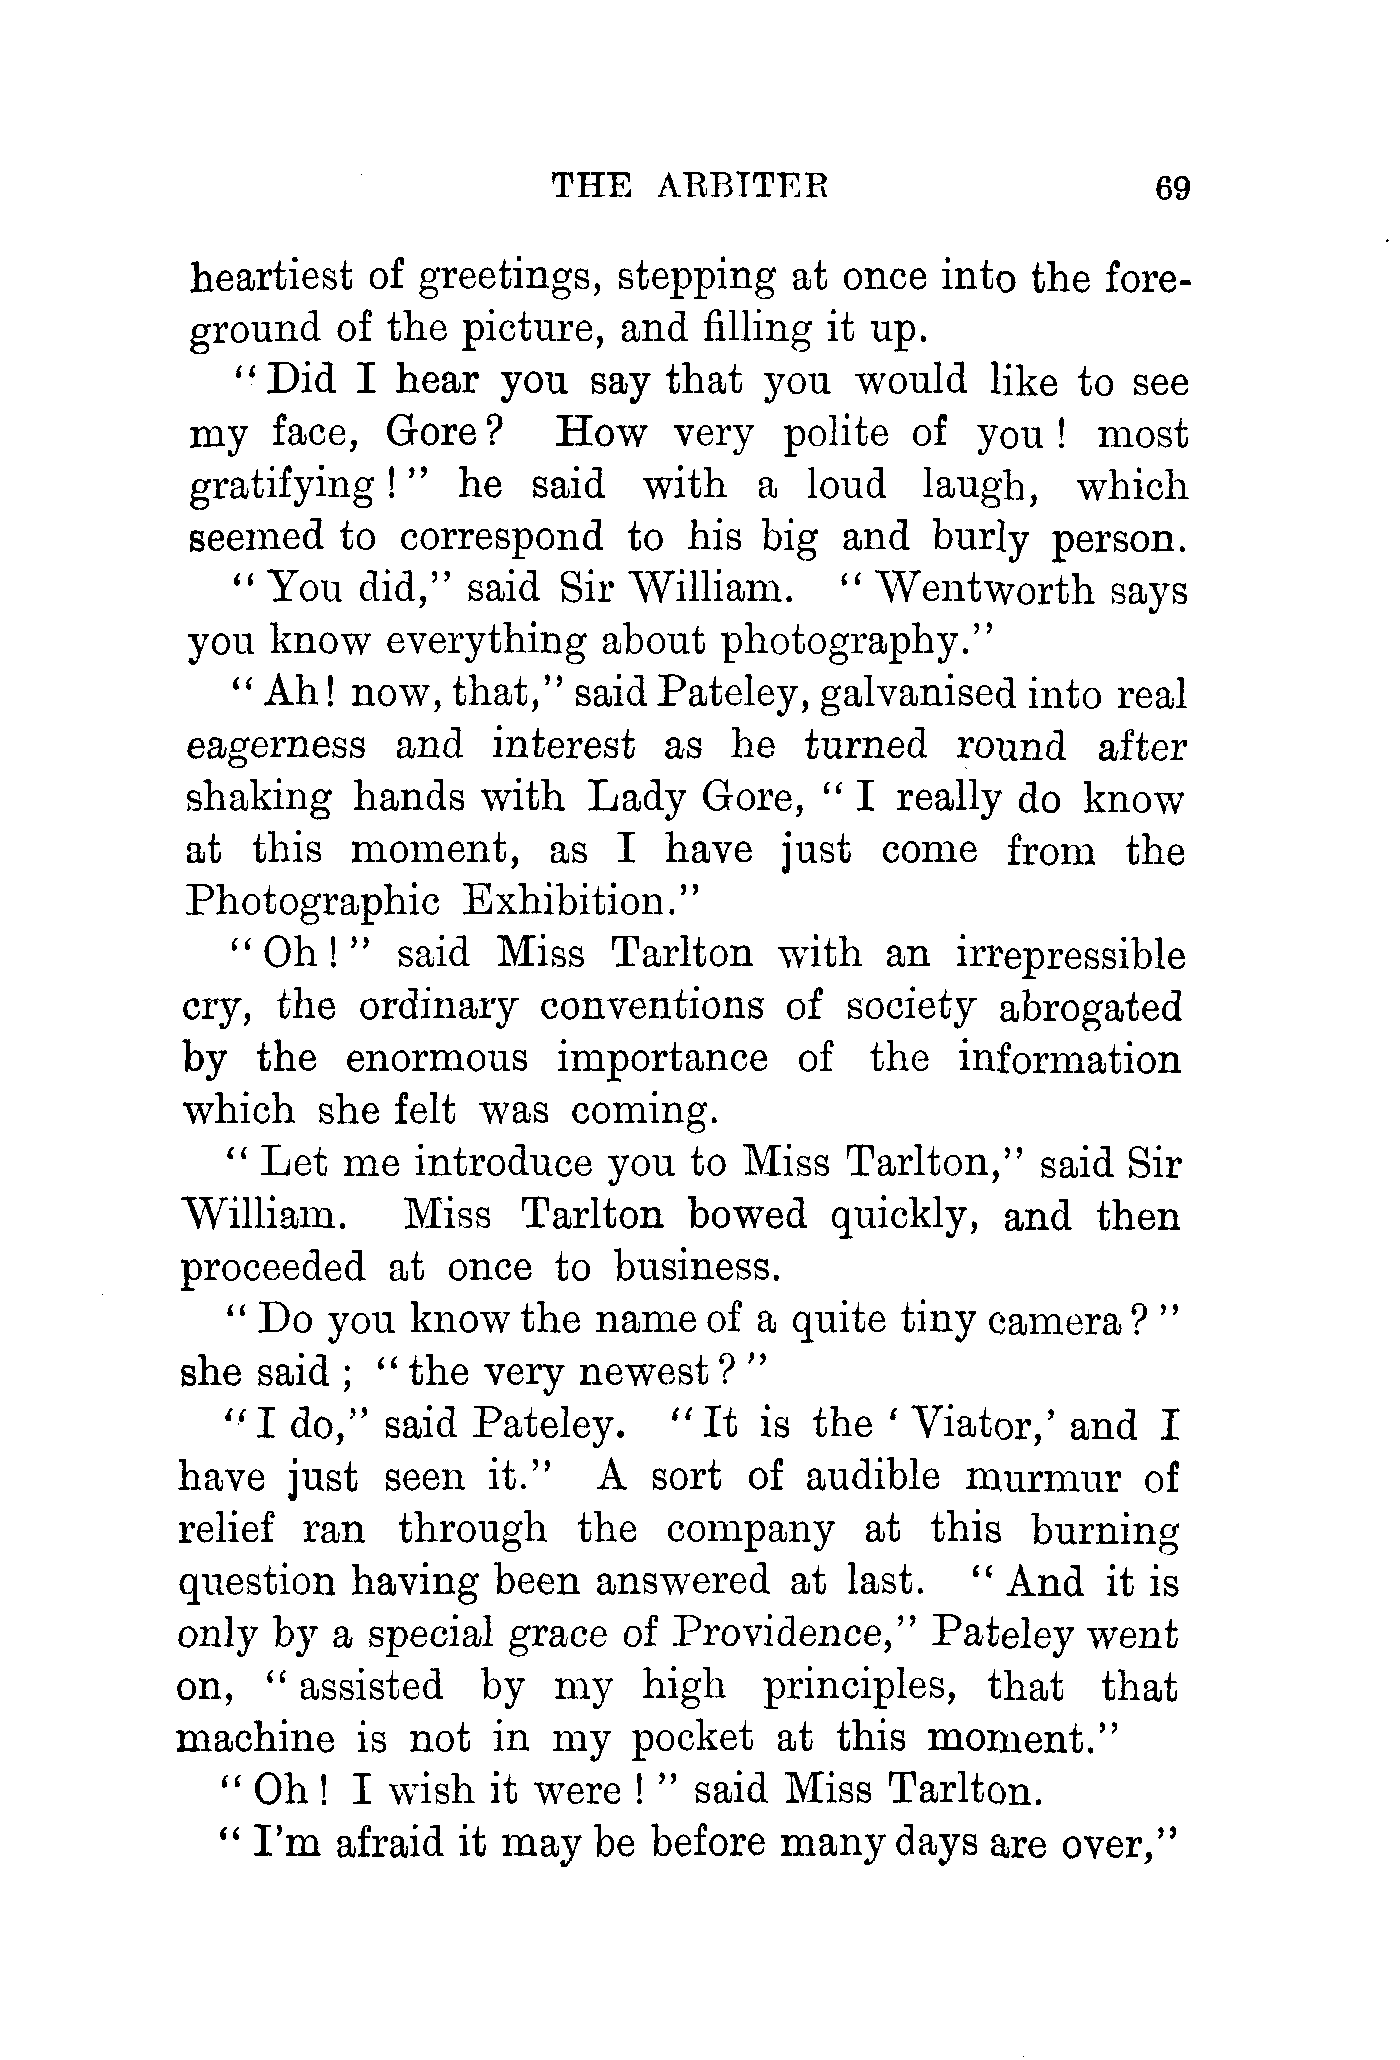 THE ARBITER 69
heartiest of greetings, stepping at once into the fore-
ground of the picture, and filling it up.
"Did I hear you say that you would like to see
my face, Gore? How very polite of you! most
gratifying!" he said with a loud laugh, which
seemed to correspond to his big and burly person.
"You did," said Sir William. "Wentworth says
you know everything about photography."
"Ah! now, that," said Pateley, galvanised into real
eagerness and interest as he turned round after
shaking hands with Lady Gore, "I really do know
at this moment, as I have just come from the
Photographic Exhibition."
"Oh!" said Miss Tarlton with an irrepressible
cry, the ordinary conventions of society abrogated
by the enormous importance of the information
which she felt was coming.
"Let me introduce you to Miss Tarlton," said Sir
William. Miss Tarlton bowed quickly, and then
proceeded at once to business.
"Do you know the name of a quite tiny camera?"
she said; "the very newest?"
"I do," said Pateley. "It is the 'Viator,' and I
have just seen it." A sort of audible murmur of
relief ran through the company at this burning
question having been answered at last. "And it is
only by a special grace of Providence," Pateley went
on, "assisted by my high principles, that that
machine is not in my pocket at this moment."
"Oh! I wish it were!" said Miss Tarlton.
"I'm afraid it may be before many days are over,"